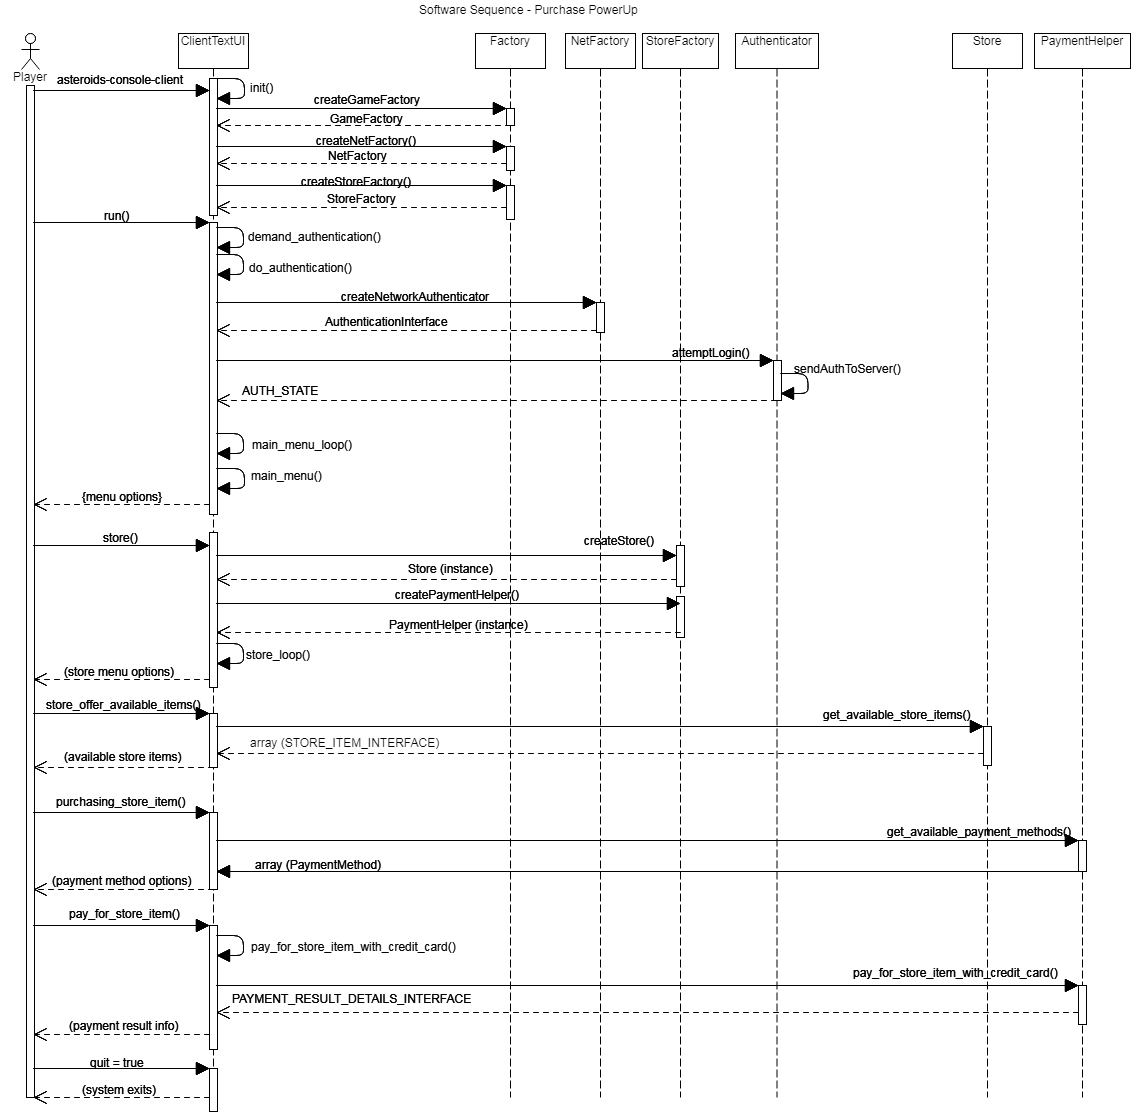 Software Sequence - Purchase PowerUp
ClientTextUI
Factory
NetFactory
StoreFactory
Authenticator
Store
PaymentHelper
Player
asteroids-console-client
init()
createGameFactory
GameFactory
createNetFactory()
NetFactory
createStoreFactory()
StoreFactory
run()
demand_authentication()
do_authentication()
createNetworkAuthenticator
AuthenticationInterface
attemptLogin()
sendAuthToServer()
AUTH_STATE
main_menu_loop()
main_menu()
{menu options}
store()
createStore()
Store (instance)
createPaymentHelper()
PaymentHelper (instance)
store_loop()
(store menu options)
store_offer_available_items()
get_available_store_items()
array (STORE_ITEM_INTERFACE)
(available store items)
purchasing_store_item()
get_available_payment_methods()
array (PaymentMethod)
(payment method options)
pay_for_store_item()
pay_for_store_item_with_credit_card()
pay_for_store_item_with_credit_card()
PAYMENT_RESULT_DETAILS_INTERFACE
(payment result info)
quit = true
(system exits)